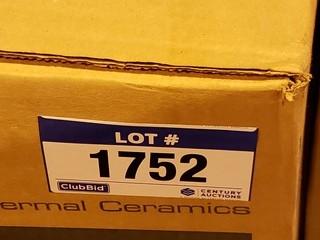 LOT #
1752
ClubBid
CENTURY
AUCTIONS
ermal Ceramics